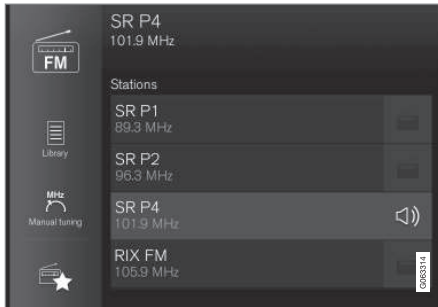 SR P4
101.9 MHz
FM
Stations
SR P1
89.3 MHz
Library
SR P2
96.3 MHz
MHz
Manual tuning
SR P4
101.9 MHz
RIX FM
105.9 MHz
G063314